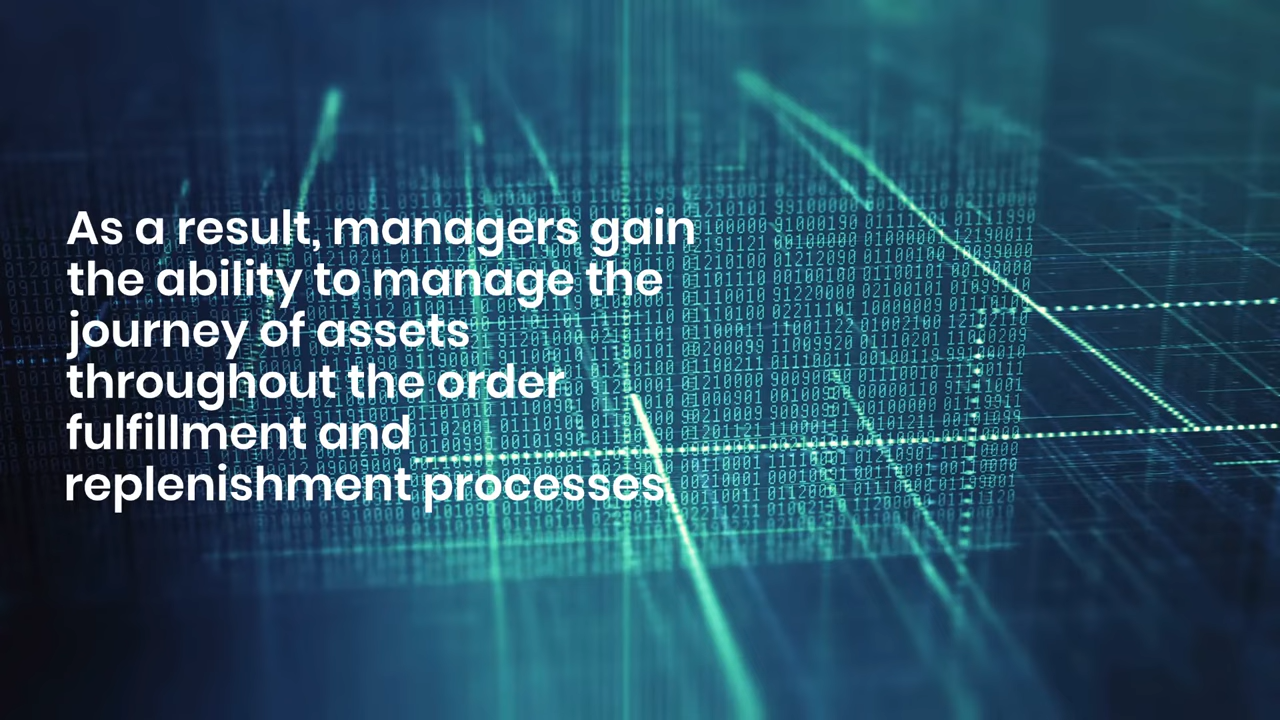 As a result, managers gain
the ability to manage the
journey of assets
throughout the order
fulfillment and
replenishment processes.